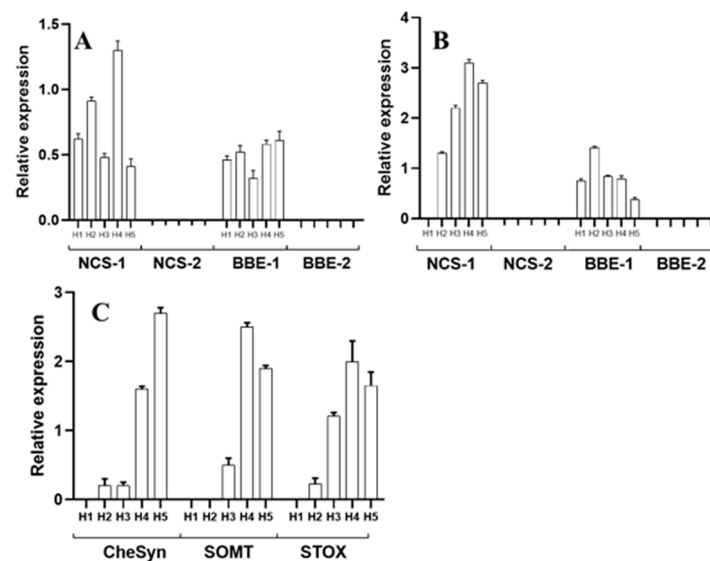 A
Relative expression
1.5
1.0
0.5
0.0
H1 H2 H3 H4 H5 H1 H2 H3 H4 H5
NCS-1 NCS-2 BBE-1 BBE-2
B
Relative expression
4
3
2
1
0
H1 H2 H3 H4 H5 H1 H2 H3 H4 H5
NCS-1 NCS-2 BBE-1 BBE-2
C
Relative expression
3
2
1
0
H1 H2 H3 H4 H5 H1 H2 H3 H4 H5 H1 H2 H3 H4 H5
CheSyn SOMT STOX